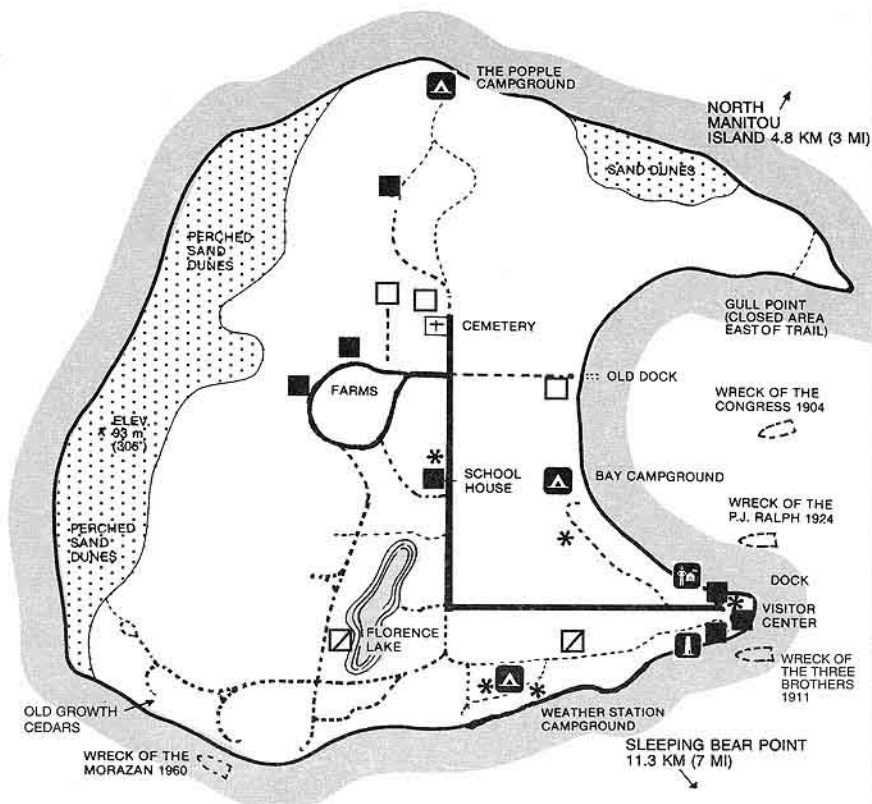 THE POPPLE
CAMPGROUND
NORTH
MANITOU
ISLAND 4.8 KM (3 MI)
SAND DUNES
PERCHED
SAND
DUNES
GULL POINT
(CLOSED AREA
EAST OF TRAIL)
CEMETERY
OLD DOCK
FARMS
WRECK OF THE
CONGRESS 1904
ELEV.
93 m
(306')
SCHOOL
HOUSE
BAY CAMPGROUND
WRECK OF THE
P.J. RALPH 1924
PERCHED
SAND
DUNES
DOCK
VISITOR
CENTER
FLORENCE
LAKE
WRECK OF
THE THREE
BROTHERS
1911
OLD GROWTH
CEDARS
WEATHER STATION
CAMPGROUND
WRECK OF THE
MORAZAN 1960
SLEEPING BEAR POINT
11.3 KM (7 MI)